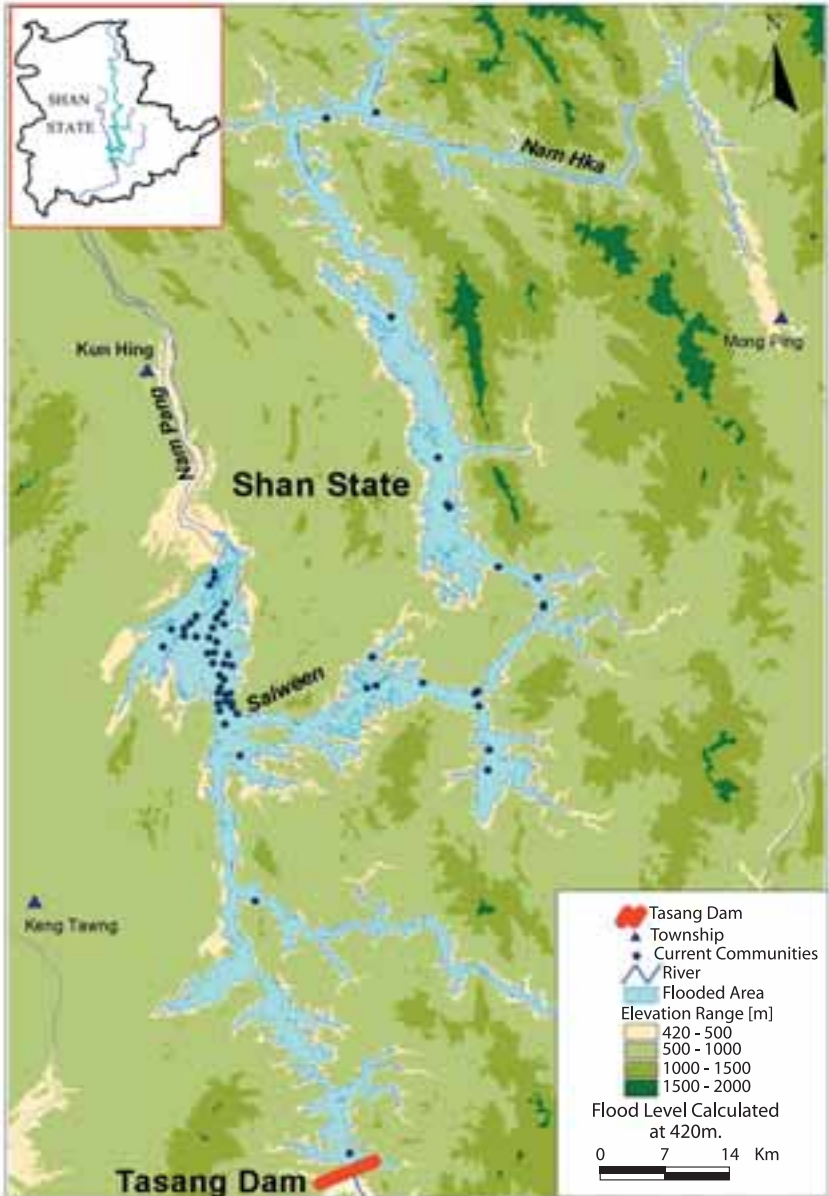 SHAN
STATE
N
Nam Hka
Mong Ping
Kun Hing
Nam Pang
Shan State
Salween
Keng Tawng
Tasang Dam
Tasang Dam
Township
Current Communities
River
Flooded Area
Elevation Range [m]
420 - 500
500 - 1000
1000 - 1500
1500 - 2000
Flood Level Calculated
at 420m.
0 7 14 Km